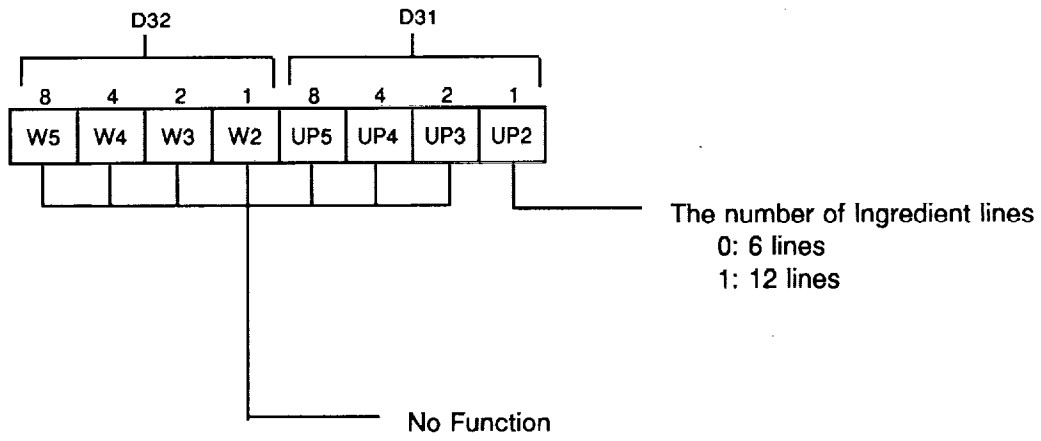 D32 D31
8 4 2 1 8 4 2 1
W5 W4 W3 W2 UP5 UP4 UP3 UP2
The number of Ingredient lines
0: 6 lines
1: 12 lines
No Function